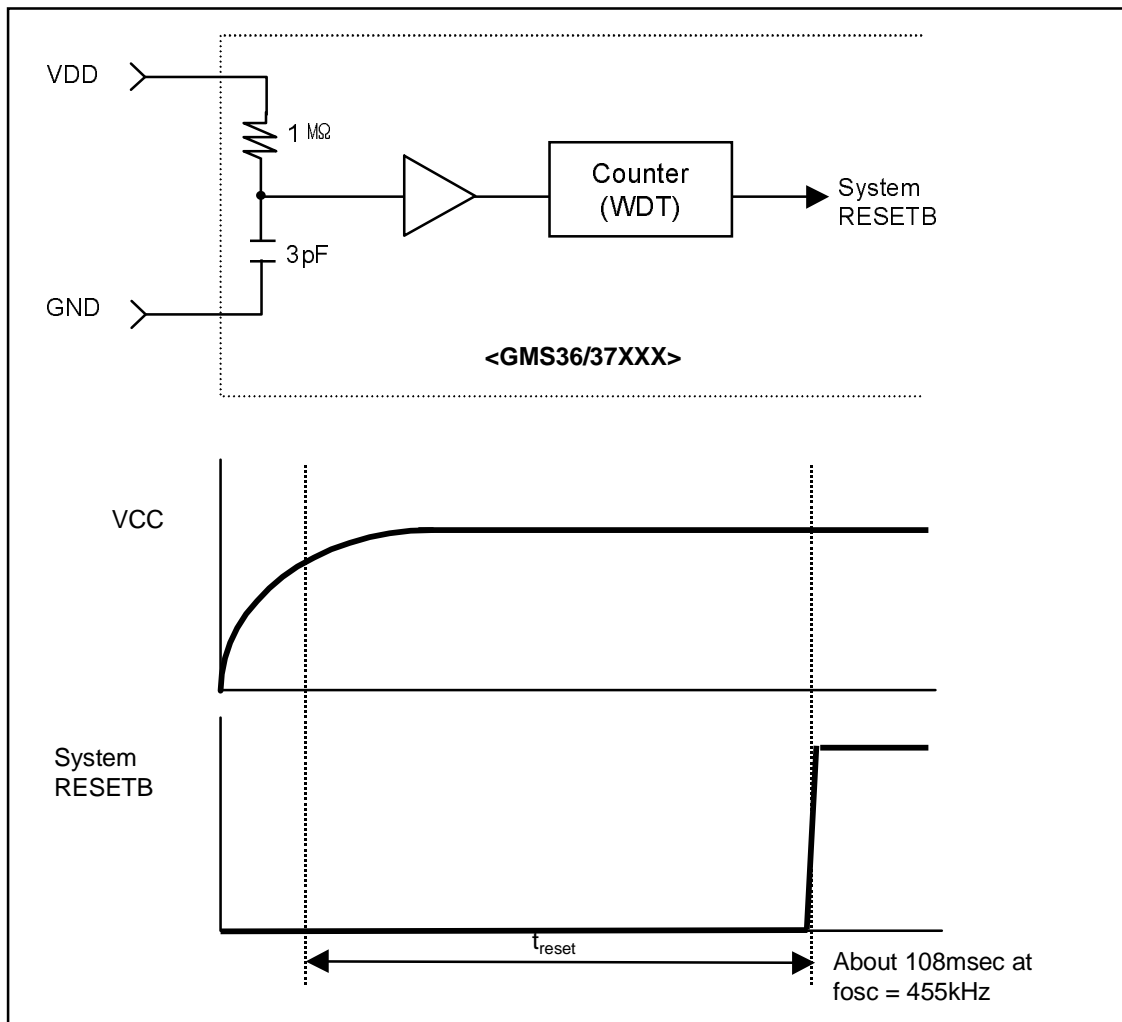 VDD
1 MΩ
Counter
(WDT)
System
RESETB
3pF
GND
<GMS36/37XXX>
VCC
System
RESETB
treset
About 108msec at
fosc = 455kHz